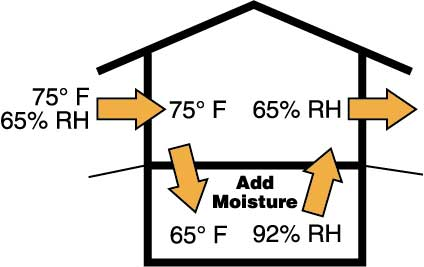 75° F
65% RH
75° F 65% RH
Add
Moisture
65° F 92% RH